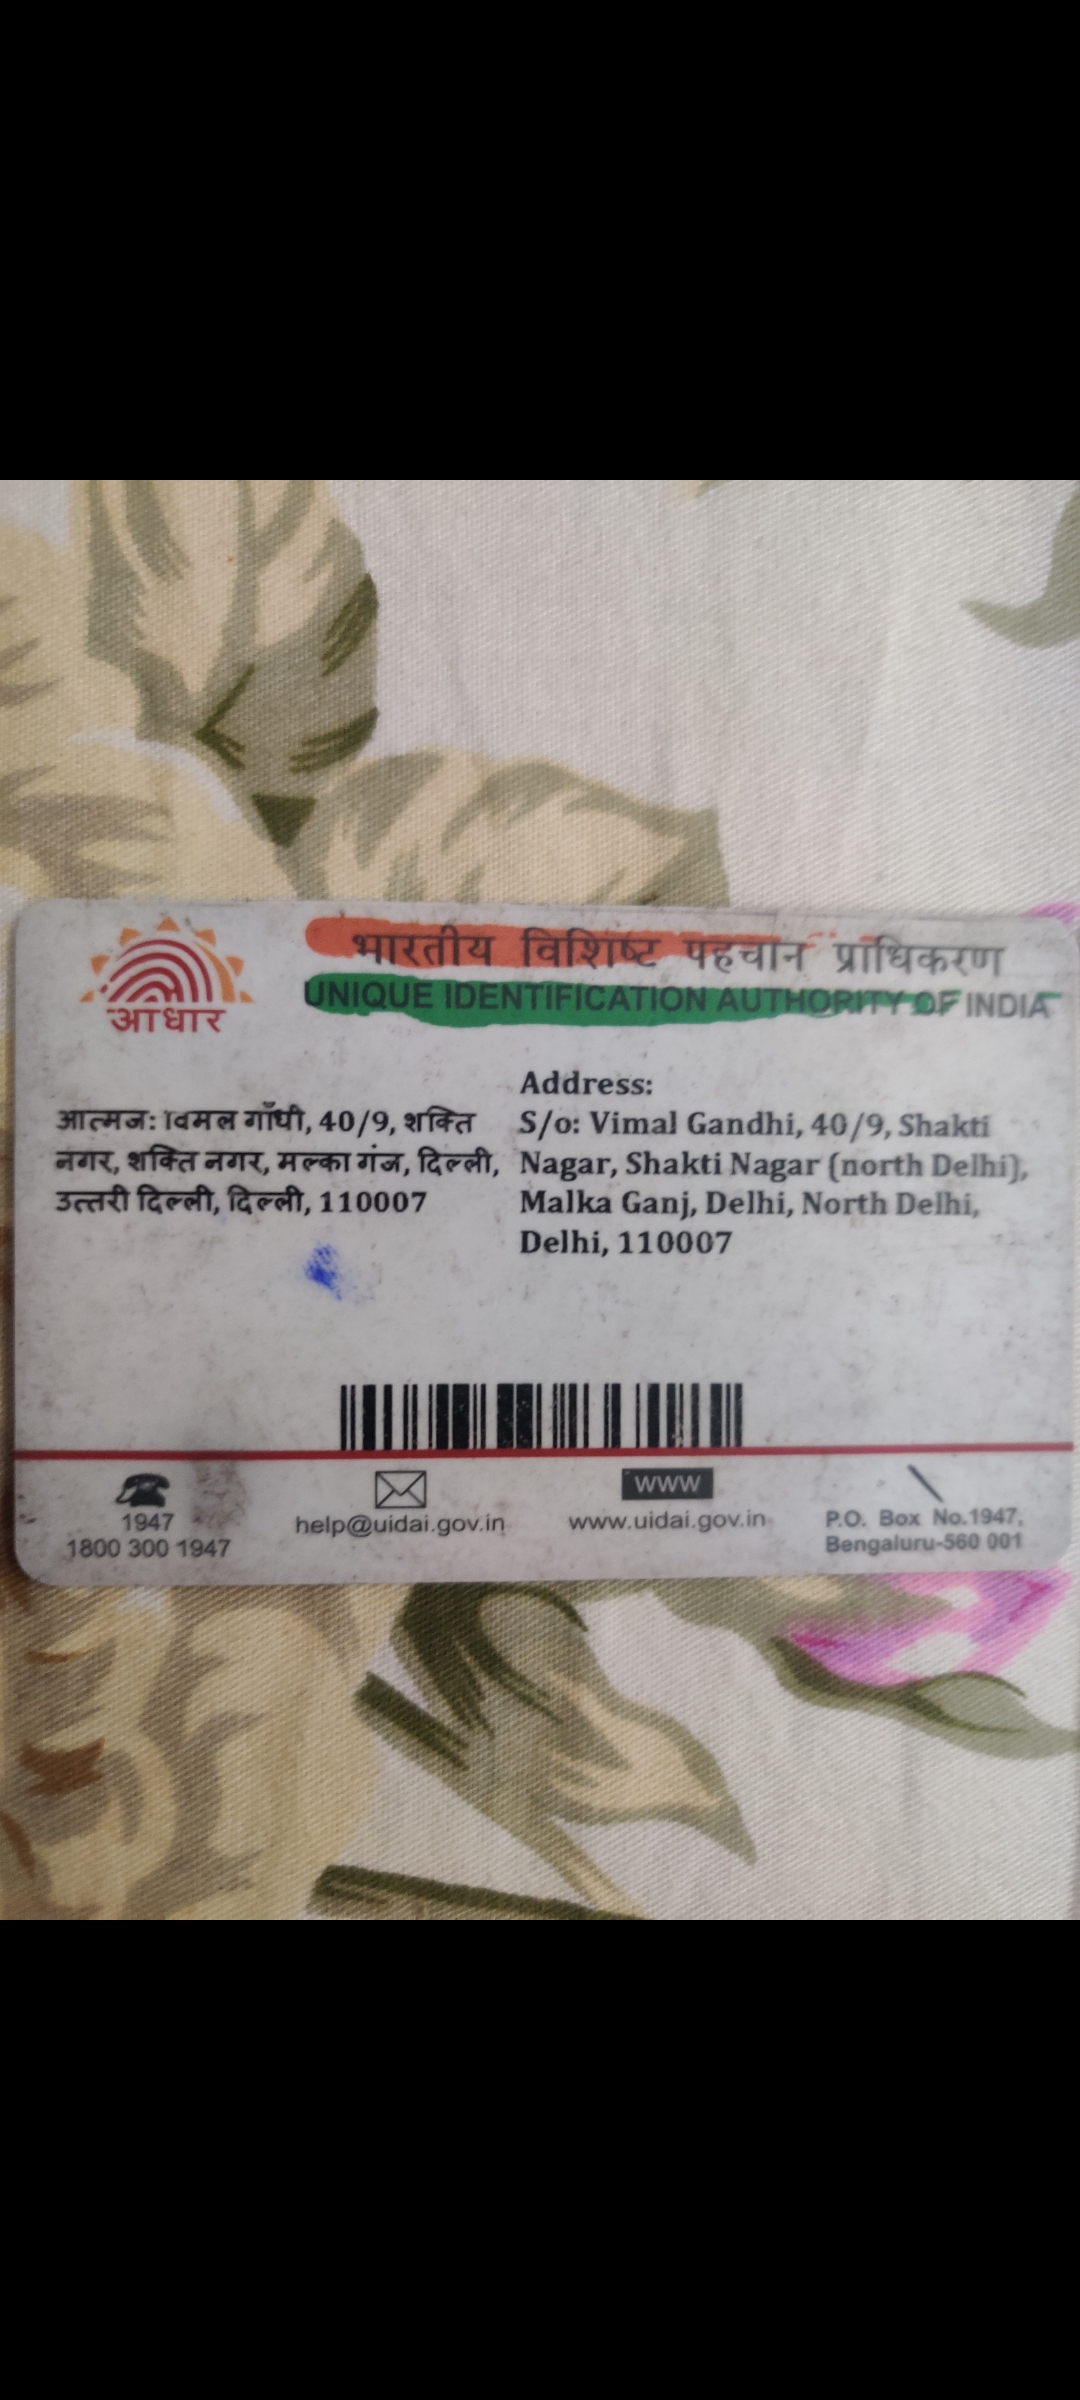 आधार
भारतीय विशिष्ट पहचान प्राधिकरण
UNIQUE IDENTIFICATION AUTHORITY OF INDIA
आत्मज: विमल गाँधी, 40/9, शक्ति
नगर, शक्ति नगर, मल्का गंज, दिल्ली,
उत्तरी दिल्ली, दिल्ली, 110007
Address:
S/o: Vimal Gandhi, 40/9, Shakti
Nagar, Shakti Nagar (north Delhi),
Malka Ganj, Delhi, North Delhi,
Delhi, 110007
1947
1800 300 1947
help@uidai.gov.in
WWW
www.uidai.gov.in
P.O. Box No.1947,
Bengaluru-560 001